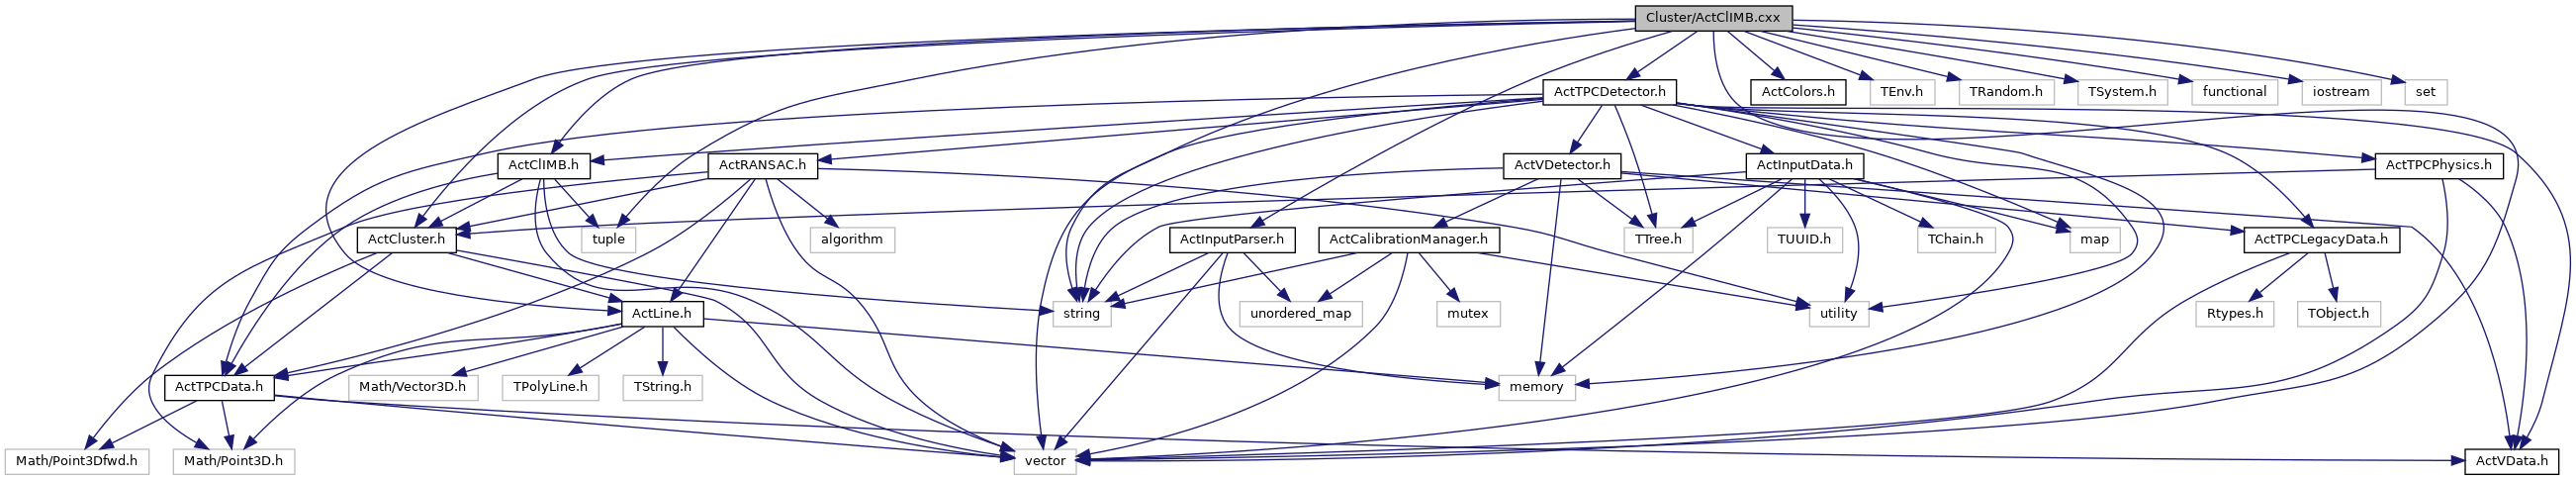 Cluster/ActClIMB.cxx
ActTPCDetector.h
ActColors.h
TEnv.h
TRandom.h
TSystem.h
functional
iostream
set
ActClIMB.h
ActRANSAC.h
ActVDetector.h
ActInputData.h
ActTPCPhysics.h
ActCluster.h
tuple
algorithm
ActInputParser.h
ActCalibrationManager.h
TTree.h
TUUID.h
TChain.h
map
ActTPCLegacyData.h
ActLine.h
string
unordered_map
mutex
utility
Rtypes.h
TObject.h
ActTPCData.h
Math/Vector3D.h
TPolyLine.h
TString.h
memory
Math/Point3Dfwd.h
Math/Point3D.h
vector
ActVData.h